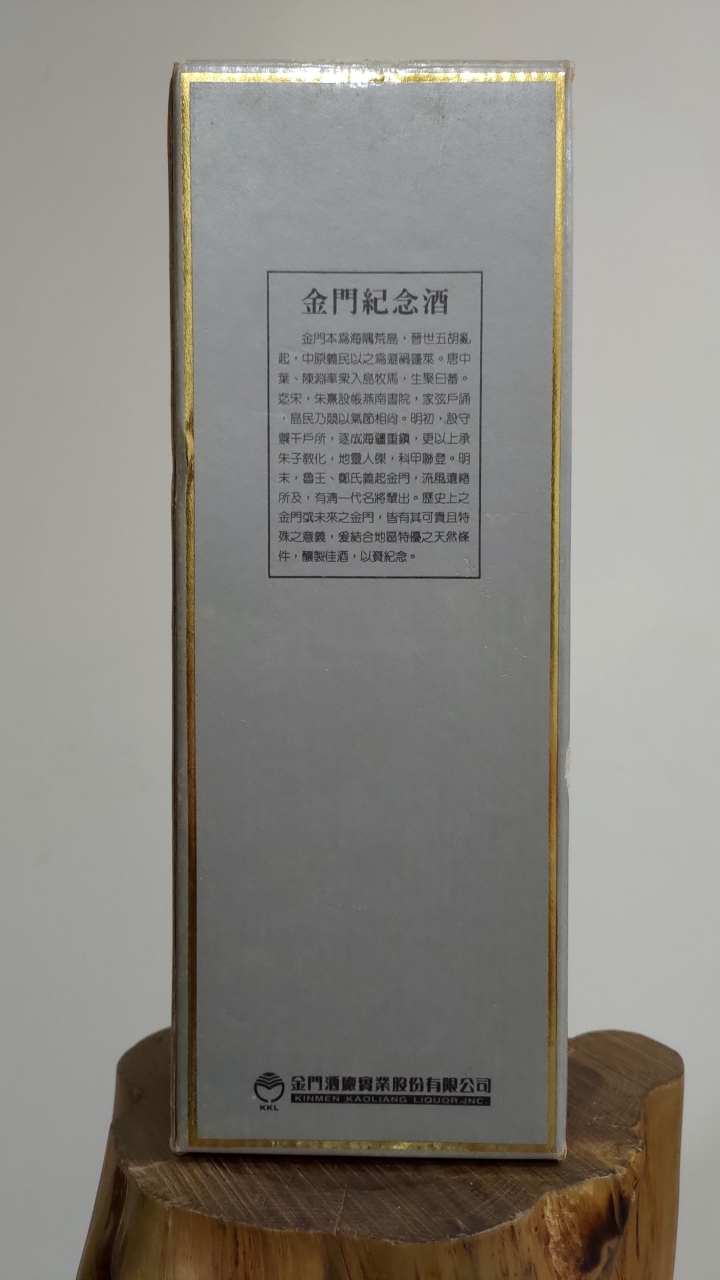 金門紀念酒
金門本為海隅荒島，晉世五胡亂
起，中原義民以之為避禍蓬萊。唐中
葉、陳淵率衆入島牧馬，生聚日蕃。
迄宋，朱熹設帳燕南書院，家弦戶誦
，島民乃競以氣節相尚。明初，設守
禦千戶所，逐成海疆重鎮，更以上承
朱子教化，地靈人傑，科甲聯登。明
末，魯王、鄭氏義起金門，流風遺緒
所及，有清一代名將輩出。歷史上之
金門或未來之金門，皆有其可貴且特
殊之意義，爰結合地區特優之天然條
件，釀製佳酒，以資紀念。
金門酒廠實業股份有限公司
KINMEN KAOLIANG LIQUOR INC.
KKL